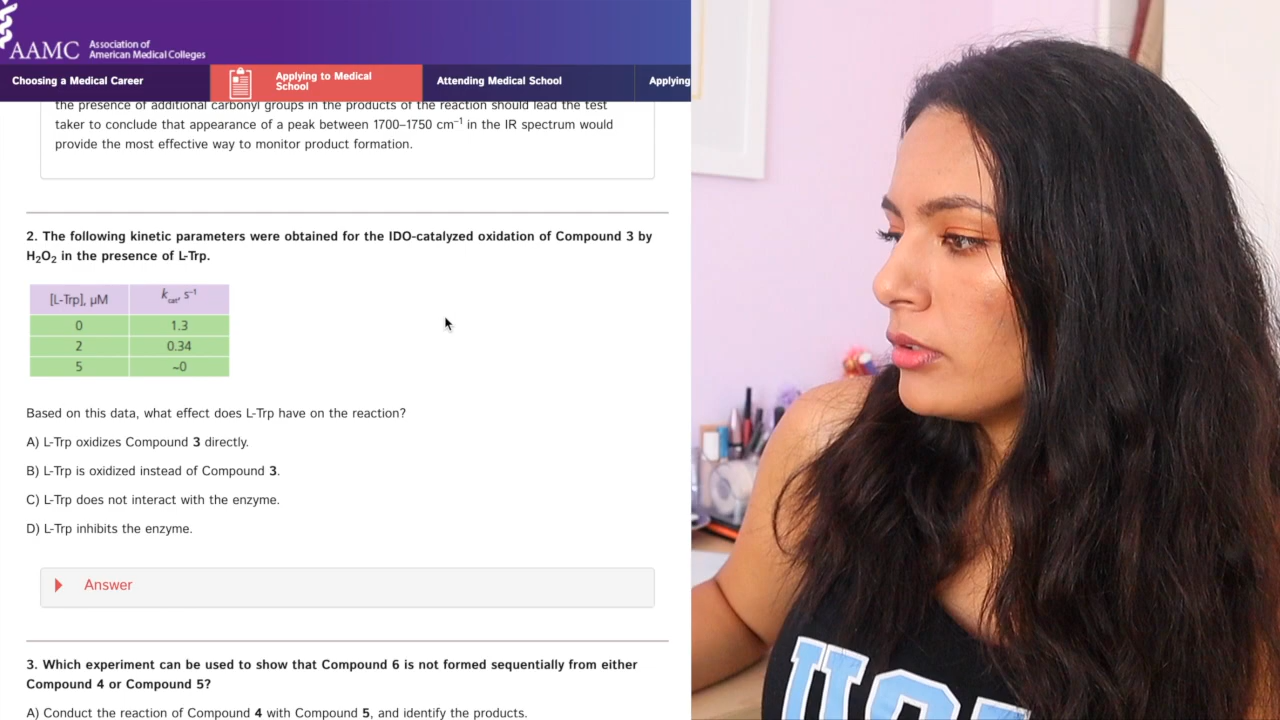 AAMC
Association of
American Medical Colleges
Choosing a Medical Career
Applying to Medical
School
Attending Medical School
Applying
the presence of additional carbonyl groups in the products of the reaction should lead the test
taker to conclude that appearance of a peak between 1700–1750 cm⁻¹ in the IR spectrum would
provide the most effective way to monitor product formation.
2. The following kinetic parameters were obtained for the IDO-catalyzed oxidation of Compound 3 by
H₂O₂ in the presence of L-Trp.
[L-Trp], μM kcat, s⁻¹
0 1.3
2 0.34
5 ~0
Based on this data, what effect does L-Trp have on the reaction?
A) L-Trp oxidizes Compound 3 directly.
B) L-Trp is oxidized instead of Compound 3.
C) L-Trp does not interact with the enzyme.
D) L-Trp inhibits the enzyme.
Answer
3. Which experiment can be used to show that Compound 6 is not formed sequentially from either
Compound 4 or Compound 5?
A) Conduct the reaction of Compound 4 with Compound 5, and identify the products.